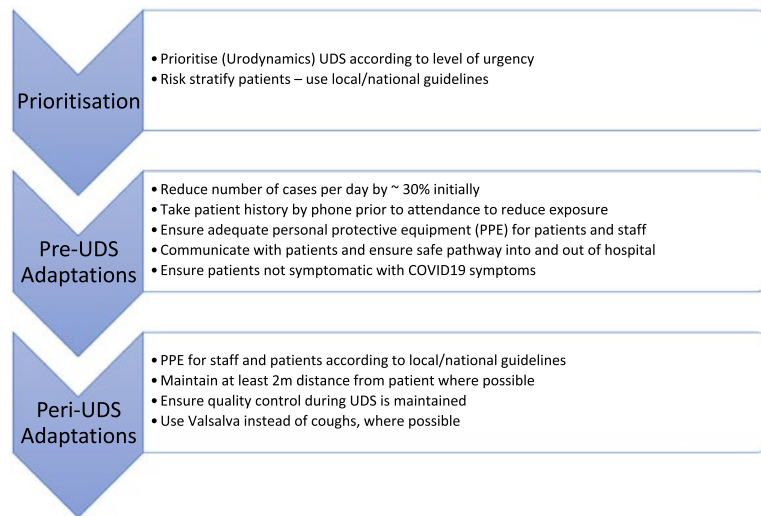 Prioritisation
• Prioritise (Urodynamics) UDS according to level of urgency
• Risk stratify patients – use local/national guidelines
Pre-UDS
Adaptations
• Reduce number of cases per day by ~ 30% initially
• Take patient history by phone prior to attendance to reduce exposure
• Ensure adequate personal protective equipment (PPE) for patients and staff
• Communicate with patients and ensure safe pathway into and out of hospital
• Ensure patients not symptomatic with COVID19 symptoms
Peri-UDS
Adaptations
• PPE for staff and patients according to local/national guidelines
• Maintain at least 2m distance from patient where possible
• Ensure quality control during UDS is maintained
• Use Valsalva instead of coughs, where possible